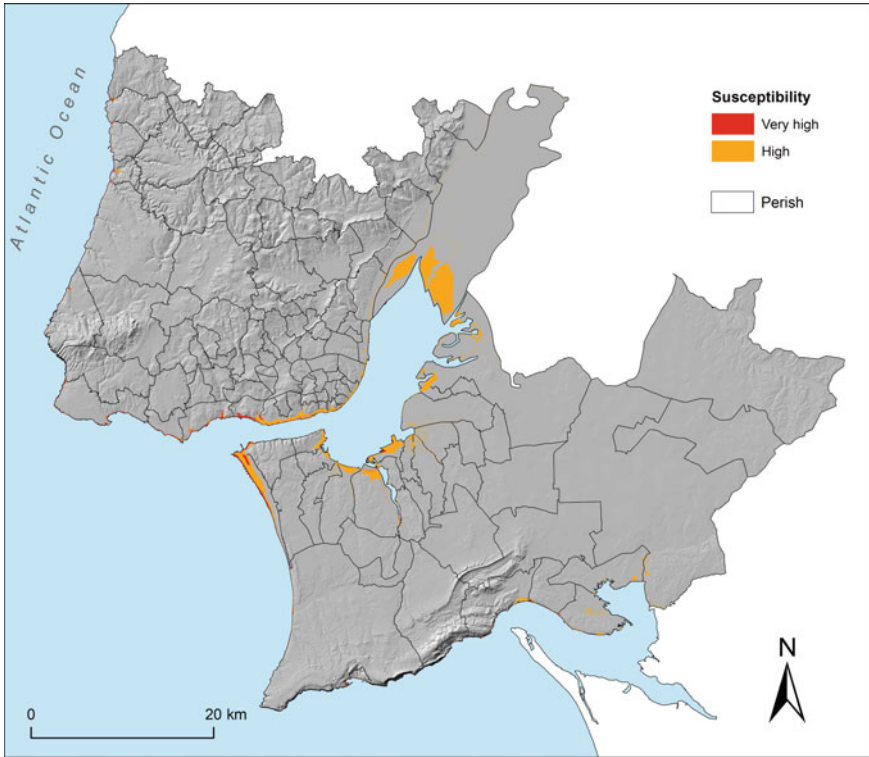 Atlantic Ocean
Susceptibility
Very high
High
Perish
N
0 20 km